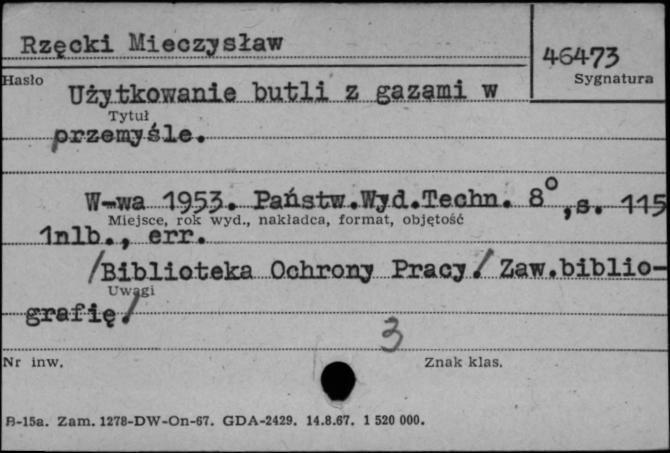 Rzęcki Mieczysław
46473
Hasło
Sygnatura
Użytkowanie butli z gazami w
Tytuł
przemyśle.
W-wa 1953. Państw.Wyd.Techn. 8°,s. 115
Miejsce, rok wyd., nakładca, format, objętość
1nlb., err.
/Biblioteka Ochrony Pracy/ Zaw.biblio-
Uwagi
grafię/
3
Nr inw.
Znak klas.
B-15a. Zam. 1278-DW-On-67. GDA-2429. 14.8.67. 1 520 000.